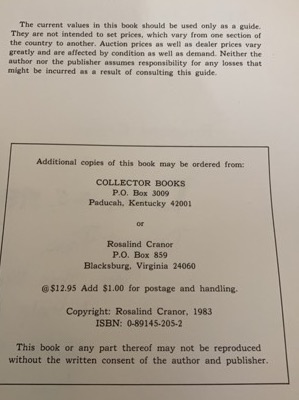 The current values in this book should be used only as a guide.
They are not intended to set prices, which vary from one section of
the country to another. Auction prices as well as dealer prices vary
greatly and are affected by condition as well as demand. Neither the
author nor the publisher assumes responsibility for any losses that
might be incurred as a result of consulting this guide.
Additional copies of this book may be ordered from:
COLLECTOR BOOKS
P.O. Box 3009
Paducah, Kentucky 42001
or
Rosalind Cranor
P.O. Box 859
Blacksburg, Virginia 24060
@$12.95 Add $1.00 for postage and handling.
Copyright: Rosalind Cranor, 1983
ISBN: 0-89145-205-2
This book or any part thereof may not be reproduced
without the written consent of the author and publisher.